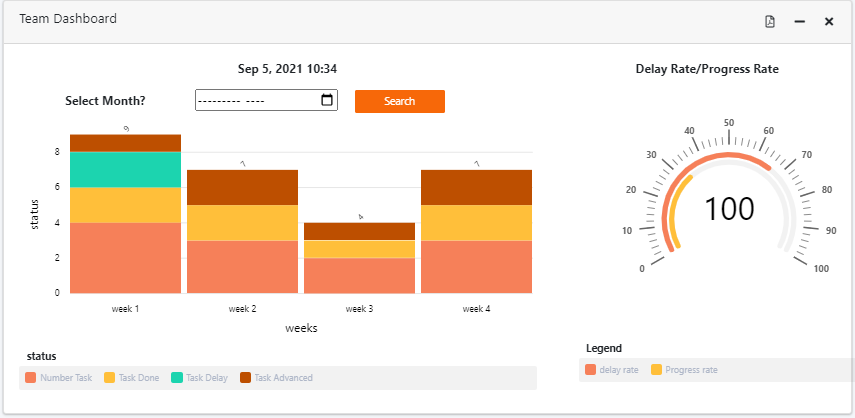 Team Dashboard
Sep 5, 2021 10:34
Select Month?
--------- ----
Search
status
8
6
4
2
0
9
7
4
7
week 1
week 2
week 3
week 4
weeks
status
Number Task
Task Done
Task Delay
Task Advanced
Delay Rate/Progress Rate
0
10
20
30
40
50
60
70
80
90
100
100
Legend
delay rate
Progress rate